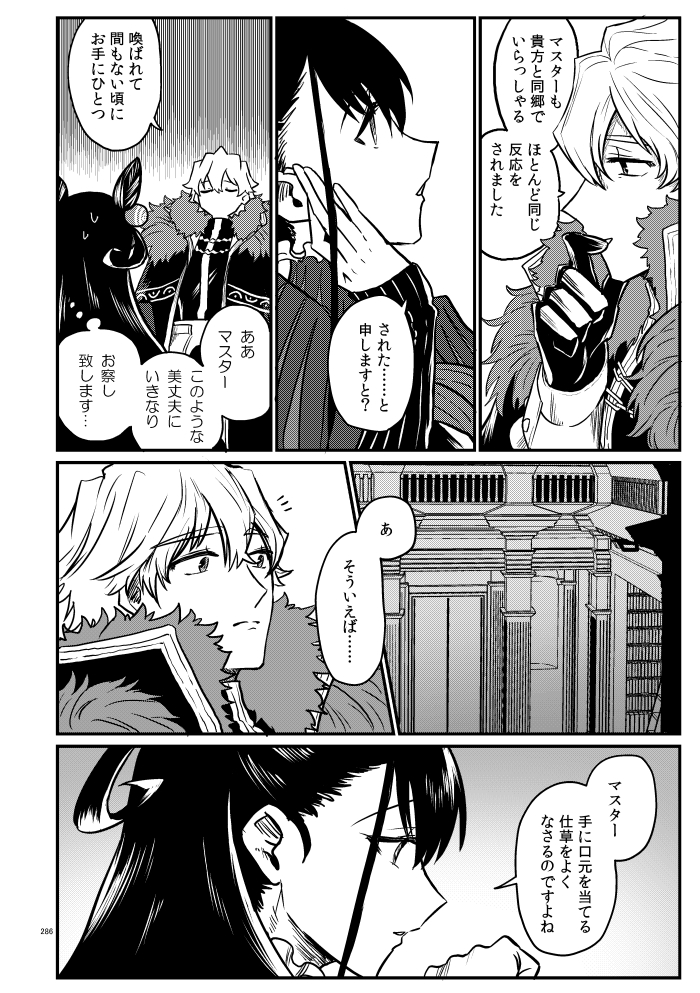 マスターも
貴方と同郷で
いらっしゃる
ほとんど同じ
反応を
されました
された……と
申しますと?
喚ばれて
間もない頃に
お手にひとつ
ああ
マスター
このような
美丈夫に
いきなり
お察し
致します…
あ
そういえば……
マスター
手に口元を当てる
仕草をよく
なさるのですよね
286